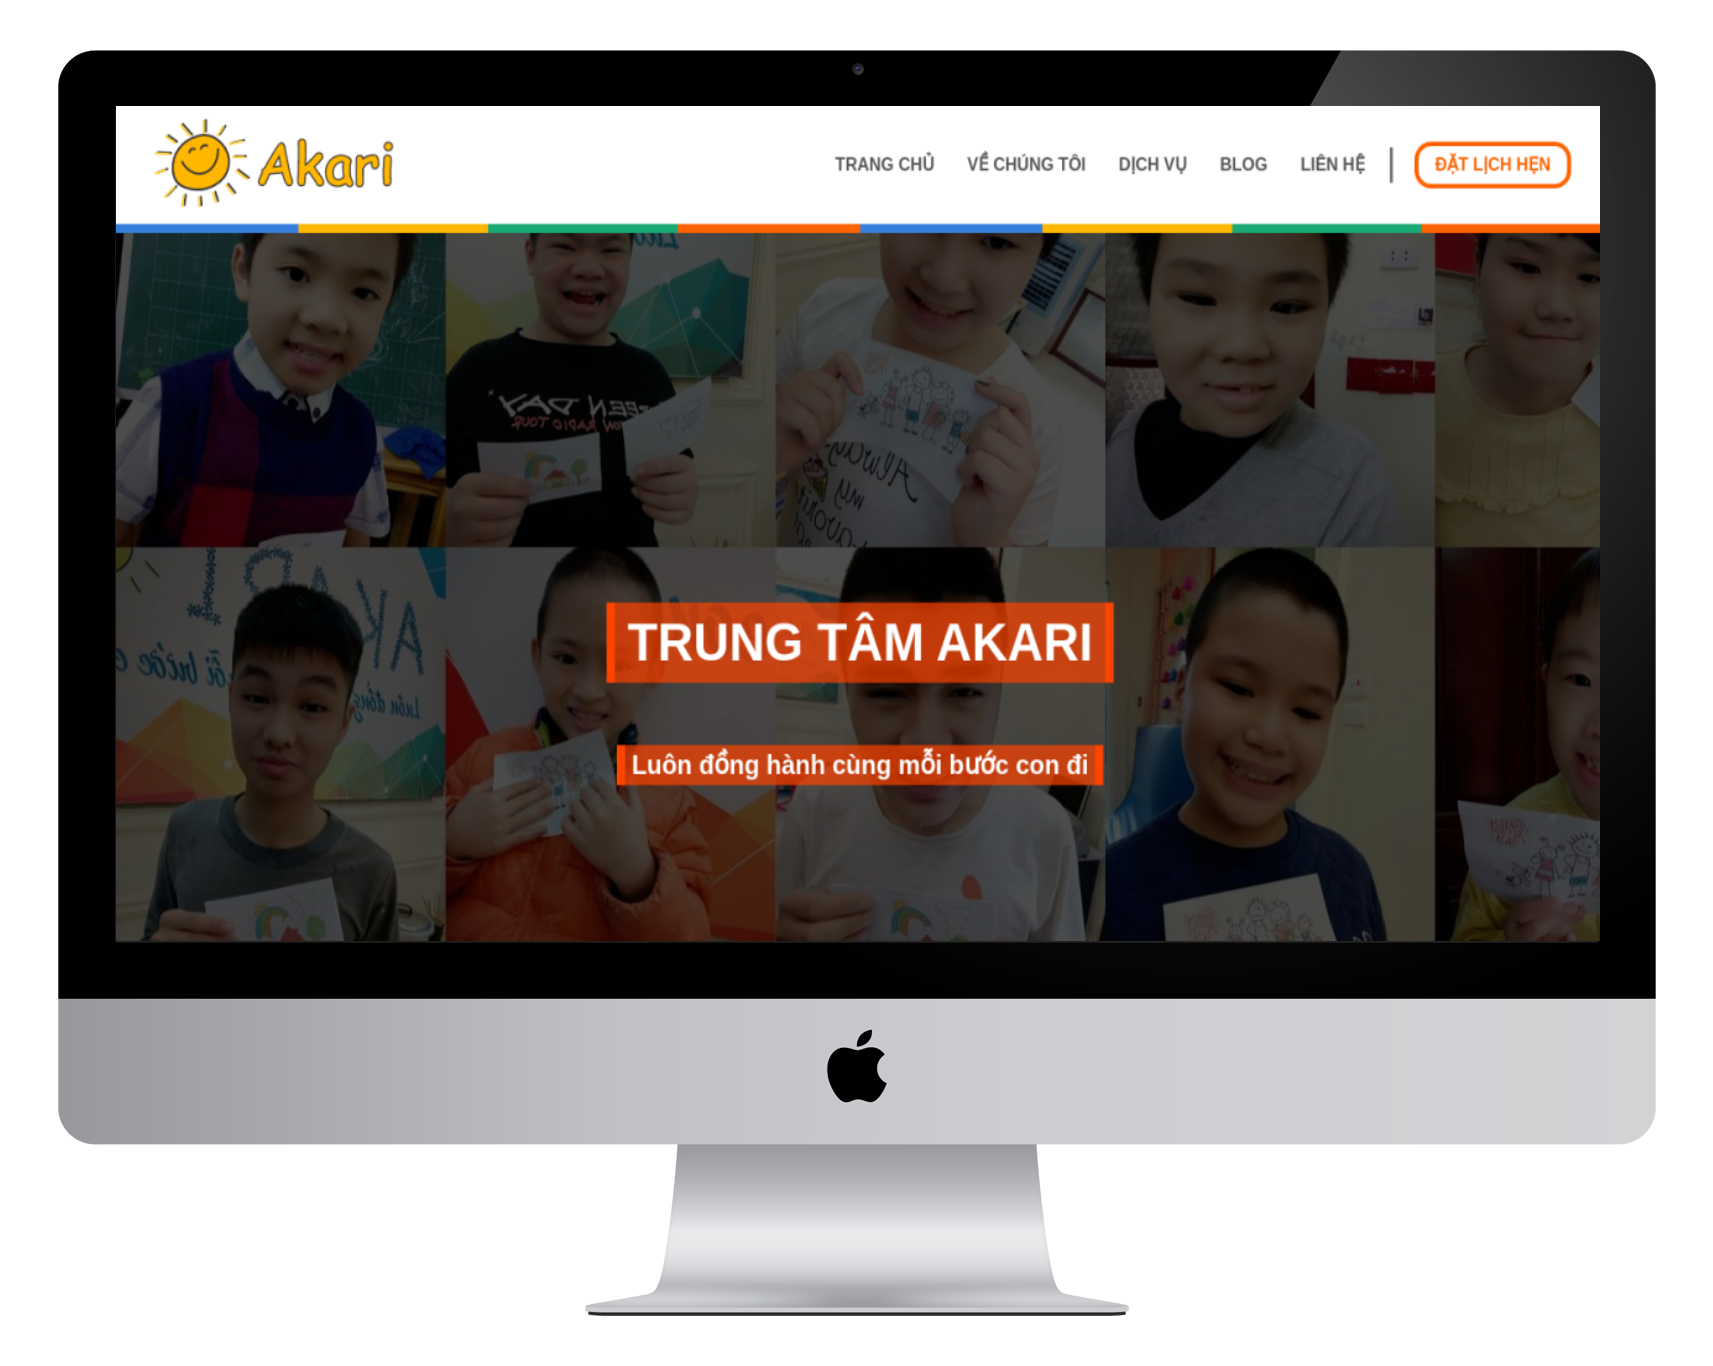 Akari
TRANG CHỦ VỀ CHÚNG TÔI DỊCH VỤ BLOG LIÊN HỆ ĐẶT LỊCH HẸN
TRUNG TÂM AKARI
Luôn đồng hành cùng mỗi bước con đi